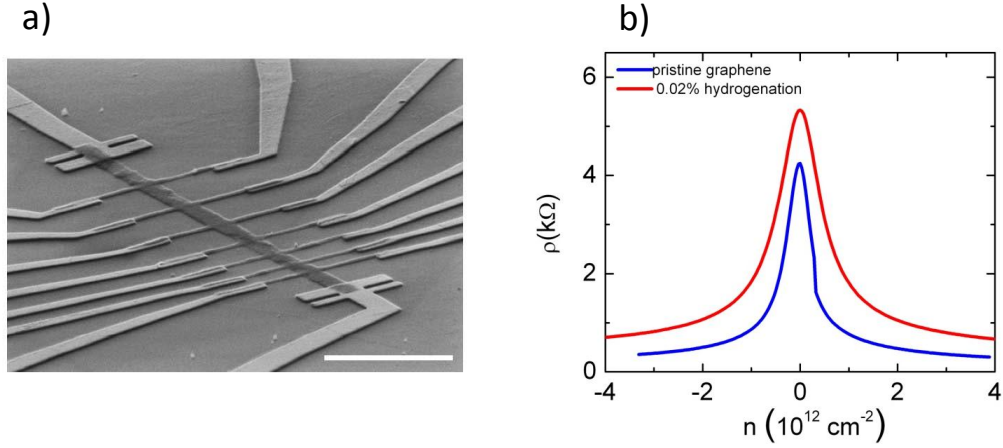 a)
b)
pristine graphene
0.02% hydrogenation
6
4
2
0
-4
-2
0
2
4
ρ(kΩ)
n (10¹² cm⁻²)